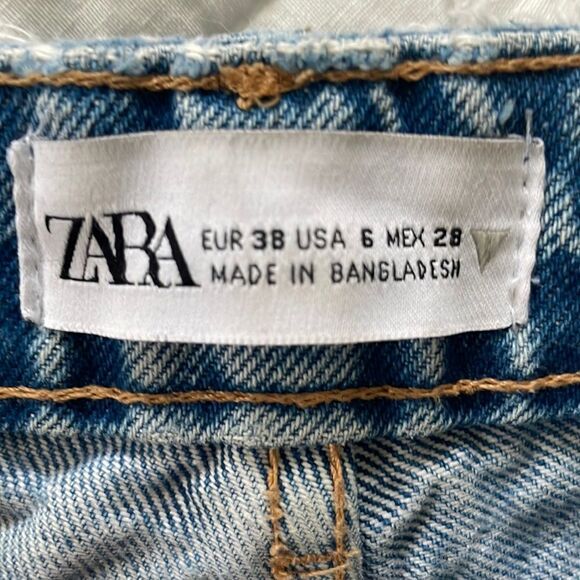 ZARA EUR 38 USA 6 MEX 28
MADE IN BANGLADESH